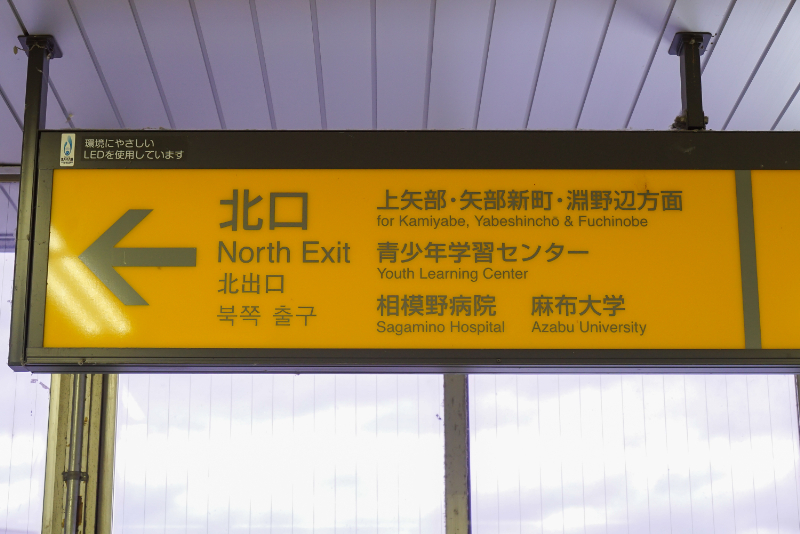 環境にやさしい
LEDを使用しています
北口
North Exit
北出口
북쪽 출구
上矢部・矢部新町・淵野辺方面
for Kamiyabe, Yabeshinchō & Fuchinobe
青少年学習センター
Youth Learning Center
相模野病院 麻布大学
Sagamino Hospital Azabu University